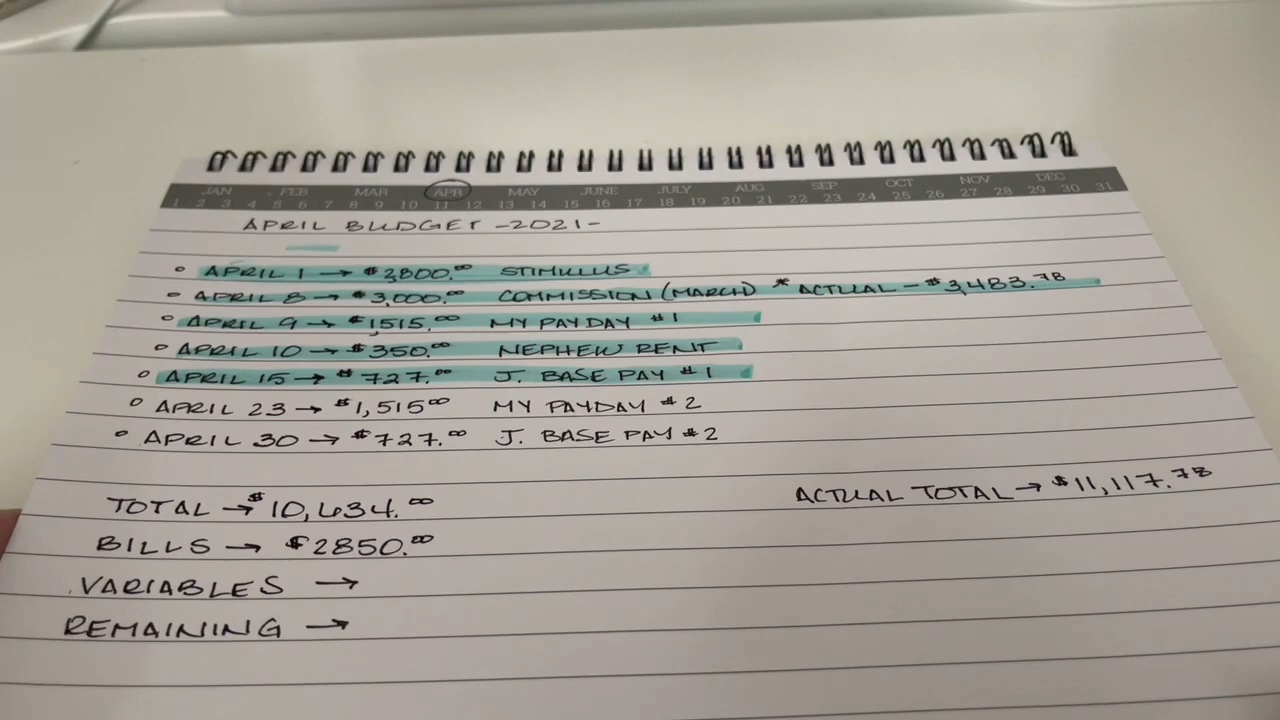 JAN FEB MAR APR MAY JUNE JULY AUG SEP OCT NOV DEC
1 2 3 4 5 6 7 8 9 10 11 12 13 14 15 16 17 18 19 20 21 22 23 24 25 26 27 28 29 30 31
APRIL BUDGET -2021-
APRIL 1 → $2,800.00 STIMULUS
APRIL 8 → $3,000.00 COMMISSION (MARCH) * ACTUAL - $3,483.78
APRIL 9 → $1,515.00 MY PAYDAY #1
APRIL 10 → $350.00 NEPHEW RENT
APRIL 15 → $727.00 J. BASE PAY #1
APRIL 23 → $1,515.00 MY PAYDAY #2
APRIL 30 → $727.00 J. BASE PAY #2
TOTAL → $10,634.00 ACTUAL TOTAL → $11,117.78
BILLS → $2850.00
VARIABLES →
REMAINING →